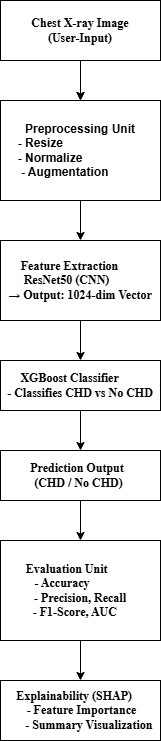 Chest X-ray Image
(User-Input)
Preprocessing Unit
- Resize
- Normalize
- Augmentation
Feature Extraction
ResNet50 (CNN)
→ Output: 1024-dim Vector
XGBoost Classifier
- Classifies CHD vs No CHD
Prediction Output
(CHD / No CHD)
Evaluation Unit
- Accuracy
- Precision, Recall
- F1-Score, AUC
Explainability (SHAP)
- Feature Importance
- Summary Visualization